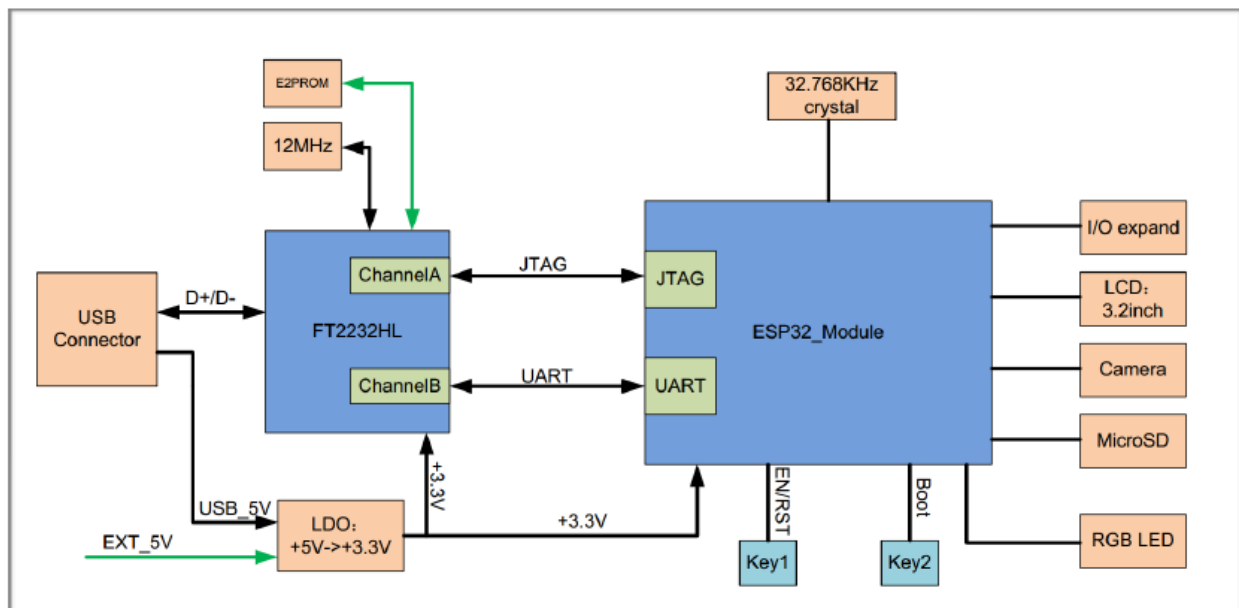 E2PROM
12MHz
32.768KHz
crystal
ChannelA
JTAG
JTAG
I/O expand
LCD：
3.2inch
USB
Connector
D+/D-
FT2232HL
ESP32_Module
Camera
ChannelB
UART
UART
MicroSD
+3.3V
EN/RST
Boot
USB_5V
EXT_5V
LDO：
+5V->+3.3V
+3.3V
Key1
Key2
RGB LED